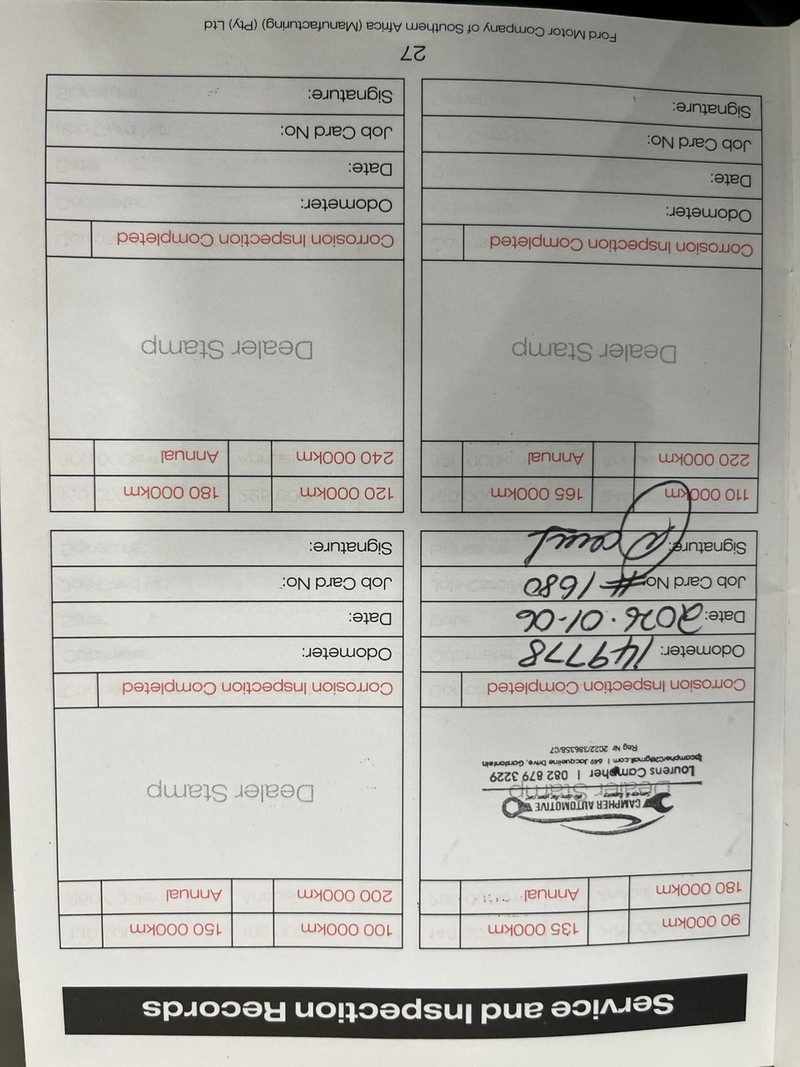 Service and Inspection Records
90 000km 135 000km
180 000km Annual
CAMPHER AUTOMOTIVE
Dealer Stamp
Lourens Campher | 082 879 3229
649 Jacqueline Drive, Garsfontein
Reg Nr 2022/386358/07
Corrosion Inspection Completed
Odometer: 149778
Date: 2026-01-06
Job Card No: #1680
Signature:
100 000km 150 000km
200 000km Annual
Dealer Stamp
Corrosion Inspection Completed
Odometer:
Date:
Job Card No:
Signature:
110 000km 165 000km
220 000km Annual
Dealer Stamp
Corrosion Inspection Completed
Odometer:
Date:
Job Card No:
Signature:
120 000km 180 000km
240 000km Annual
Dealer Stamp
Corrosion Inspection Completed
Odometer:
Date:
Job Card No:
Signature:
27
Ford Motor Company of Southern Africa (Manufacturing) (Pty) Ltd